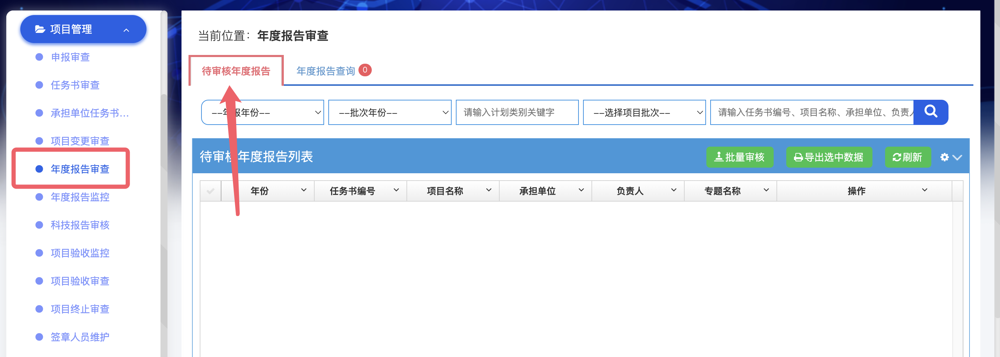 项目管理
申报审查
任务书审查
承担单位任务书...
项目变更审查
年度报告审查
年度报告监控
科技报告审核
项目验收监控
项目验收审查
项目终止审查
签章人员维护
当前位置：年度报告审查
待审核年度报告 年度报告查询 0
--年报年份-- --批次年份-- 请输入计划类别关键字 --选择项目批次-- 请输入任务书编号、项目名称、承担单位、负责人
待审核年度报告列表 批量审核 导出选中数据 刷新
年份 任务书编号 项目名称 承担单位 负责人 专题名称 操作